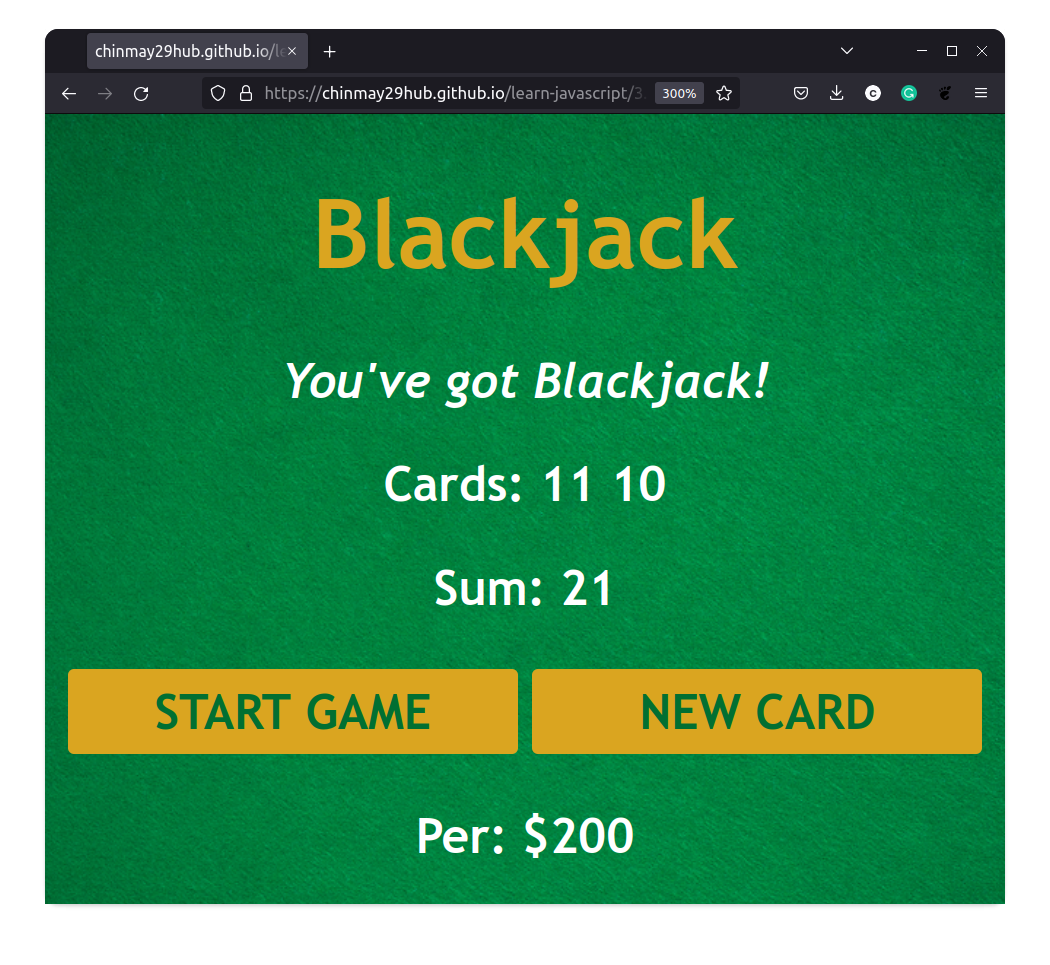 chinmay29hub.github.io/le
https://chinmay29hub.github.io/learn-javascript/3. 300%
Blackjack
You've got Blackjack!
Cards: 11 10
Sum: 21
START GAME NEW CARD
Per: $200